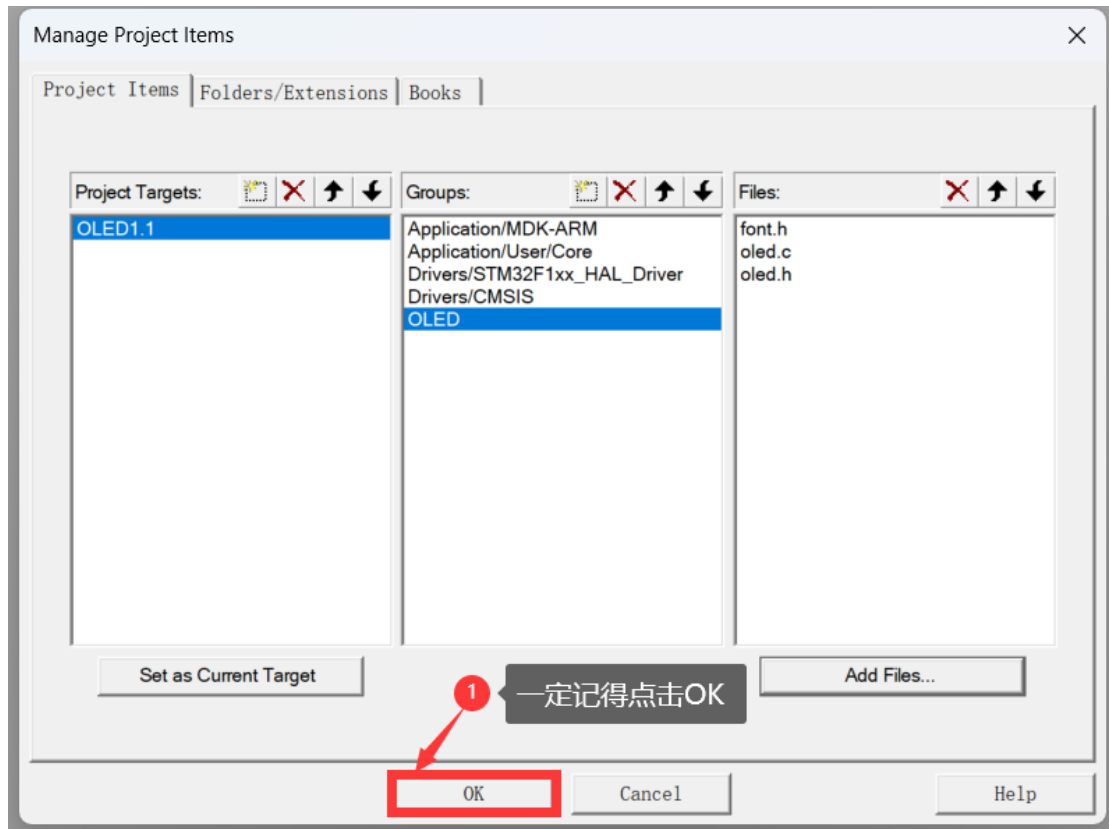 Manage Project Items
Project Items Folders/Extensions Books
Project Targets:
OLED1.1
Groups:
Application/MDK-ARM
Application/User/Core
Drivers/STM32F1xx_HAL_Driver
Drivers/CMSIS
OLED
Files:
font.h
oled.c
oled.h
Set as Current Target
1 一定记得点击OK
Add Files...
OK Cancel Help